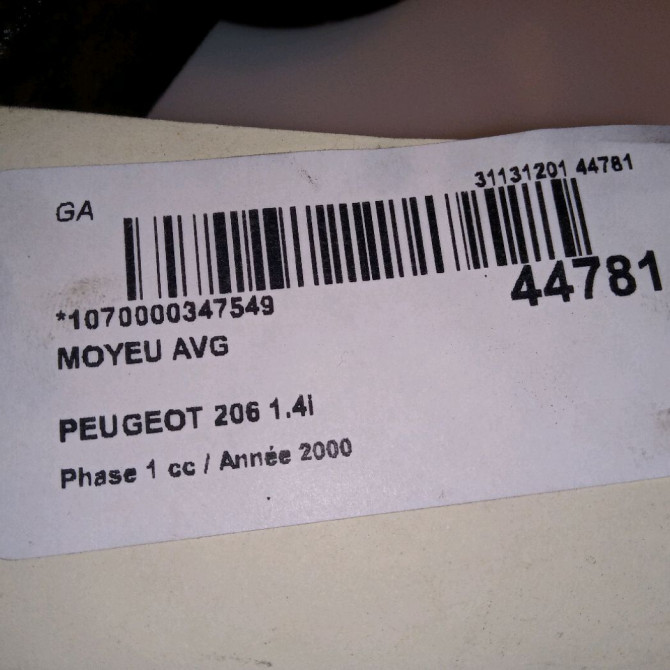 31131201 44781
GA
44781
*1070000347549
MOYEU AVG
PEUGEOT 206 1.4i
Phase 1 cc / Année 2000